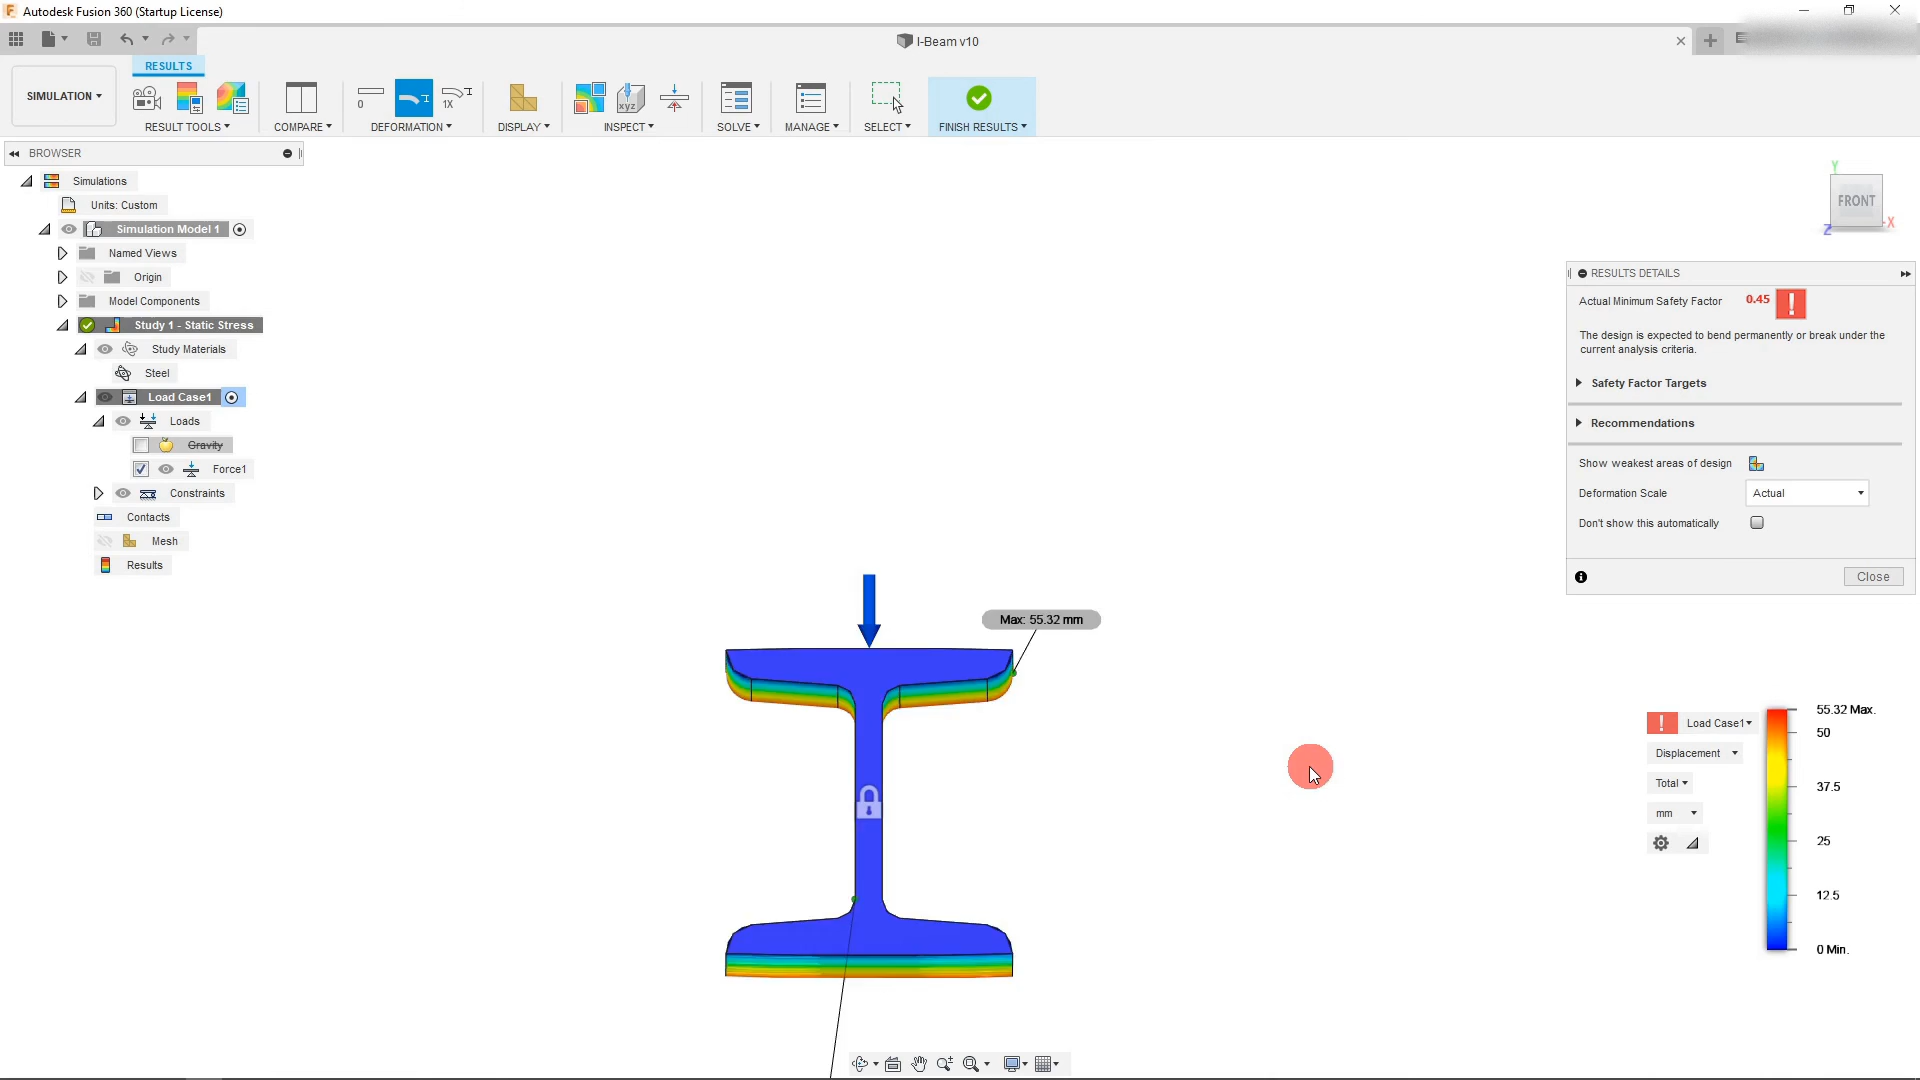 Autodesk Fusion 360 (Startup License)
I-Beam v10
RESULTS
SIMULATION
0
1X
xyz
RESULT TOOLS
COMPARE
DEFORMATION
DISPLAY
INSPECT
SOLVE
MANAGE
SELECT
FINISH RESULTS
BROWSER
Simulations
Units: Custom
Simulation Model 1
Named Views
Origin
Model Components
Study 1 - Static Stress
Study Materials
Steel
Load Case1
Loads
Gravity
Force1
Constraints
Contacts
Mesh
Results
Y
FRONT
X
Z
RESULTS DETAILS
Actual Minimum Safety Factor 0.45
The design is expected to bend permanently or break under the
current analysis criteria.
Safety Factor Targets
Recommendations
Show weakest areas of design
Deformation Scale Actual
Don't show this automatically
Close
Max: 55.32 mm
Load Case1
Displacement
Total
mm
55.32 Max.
50
37.5
25
12.5
0 Min.